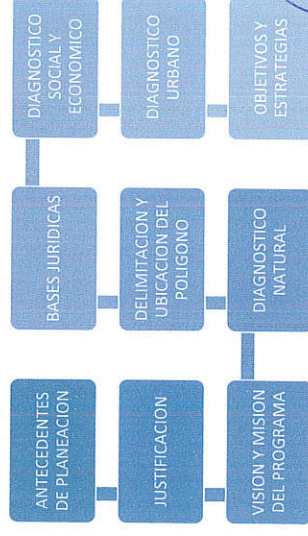 ANTECEDENTES
DE PLANEACION
JUSTIFICACION
VISION Y MISION
DEL PROGRAMA
DIAGNOSTICO
NATURAL
DELIMITACION Y
UBICACION DEL
POLIGONO
BASES JURIDICAS
DIAGNOSTICO
SOCIAL Y
ECONOMICO
DIAGNOSTICO
URBANO
OBJETIVOS Y
ESTRATEGIAS